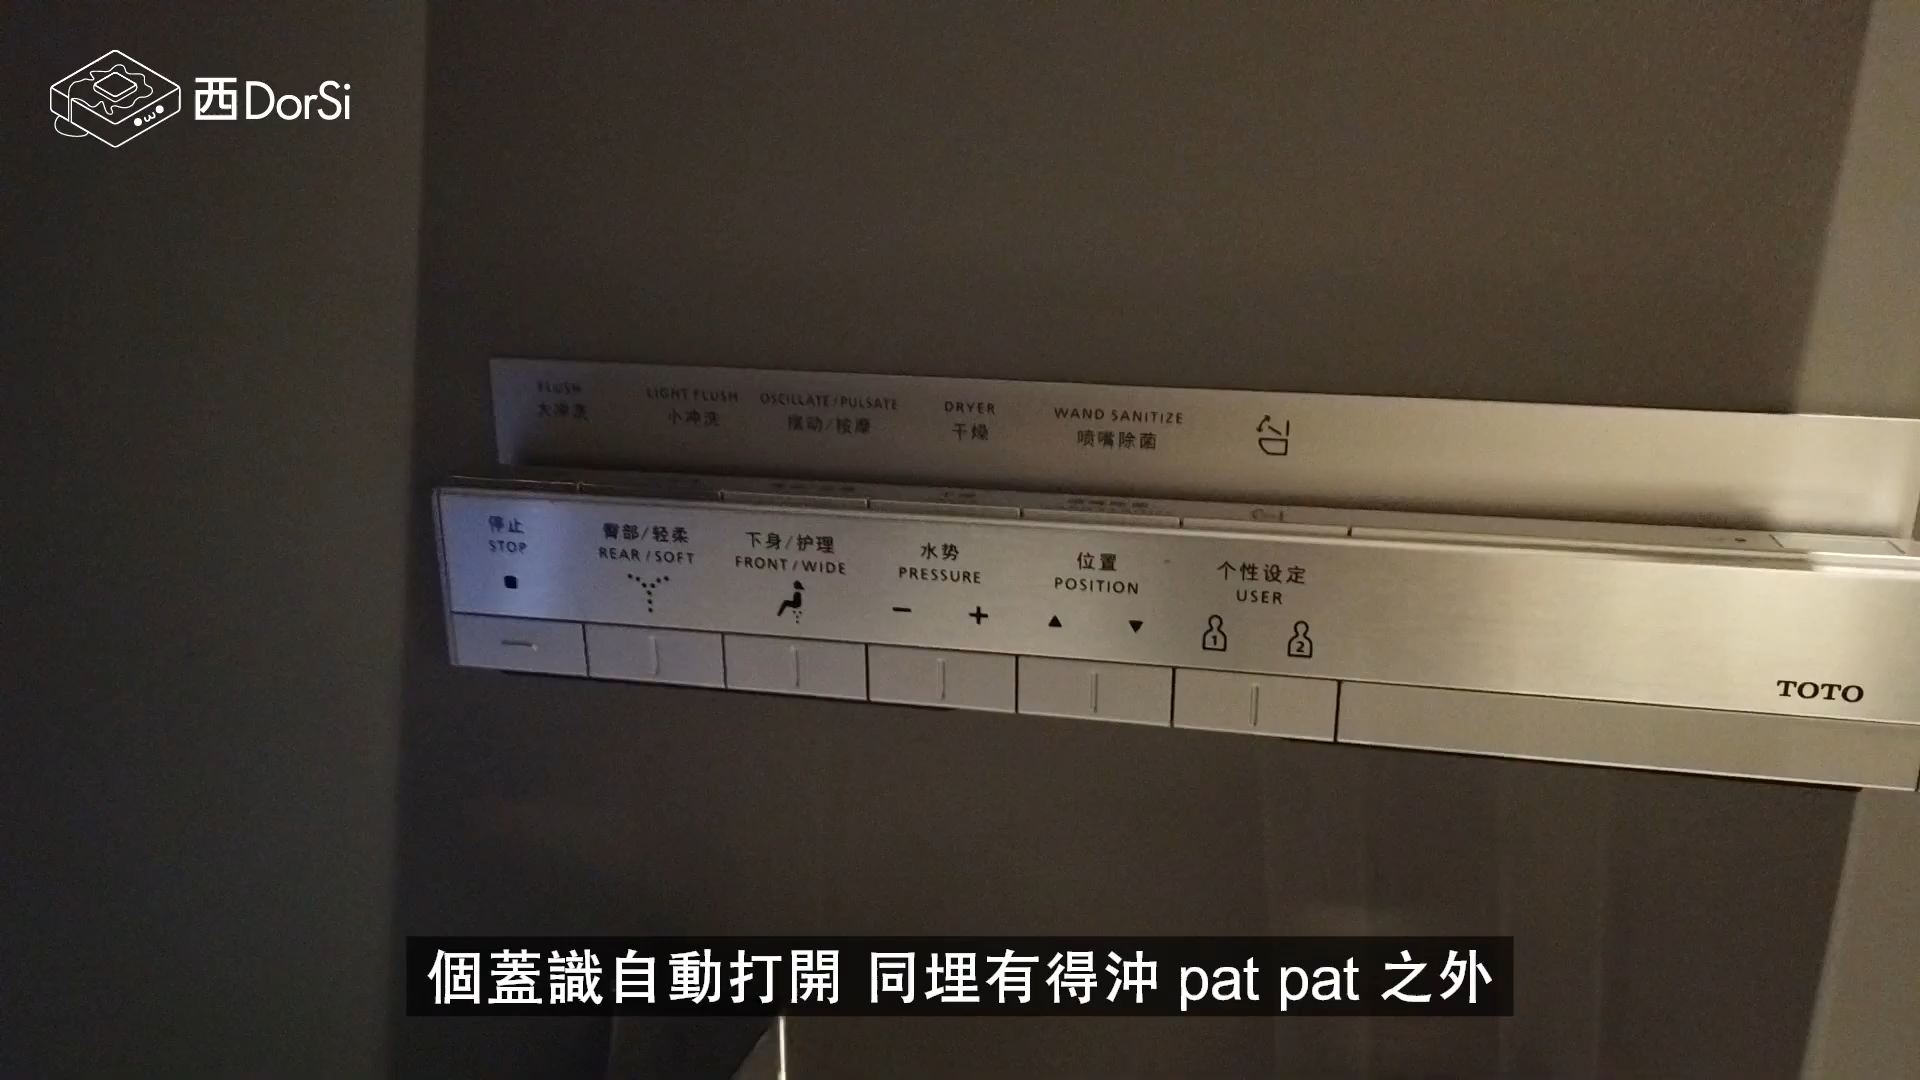 西DorSi
FLUSH
大冲洗
LIGHT FLUSH
小冲洗
OSCILLATE/PULSATE
摆动/按摩
DRYER
干燥
WAND SANITIZE
喷嘴除菌
停止
STOP
臀部/轻柔
REAR/SOFT
下身/护理
FRONT/WIDE
水势
PRESSURE
− +
位置
POSITION
▲ ▼
个性设定
USER
1 2
TOTO
個蓋識自動打開 同埋有得沖 pat pat 之外